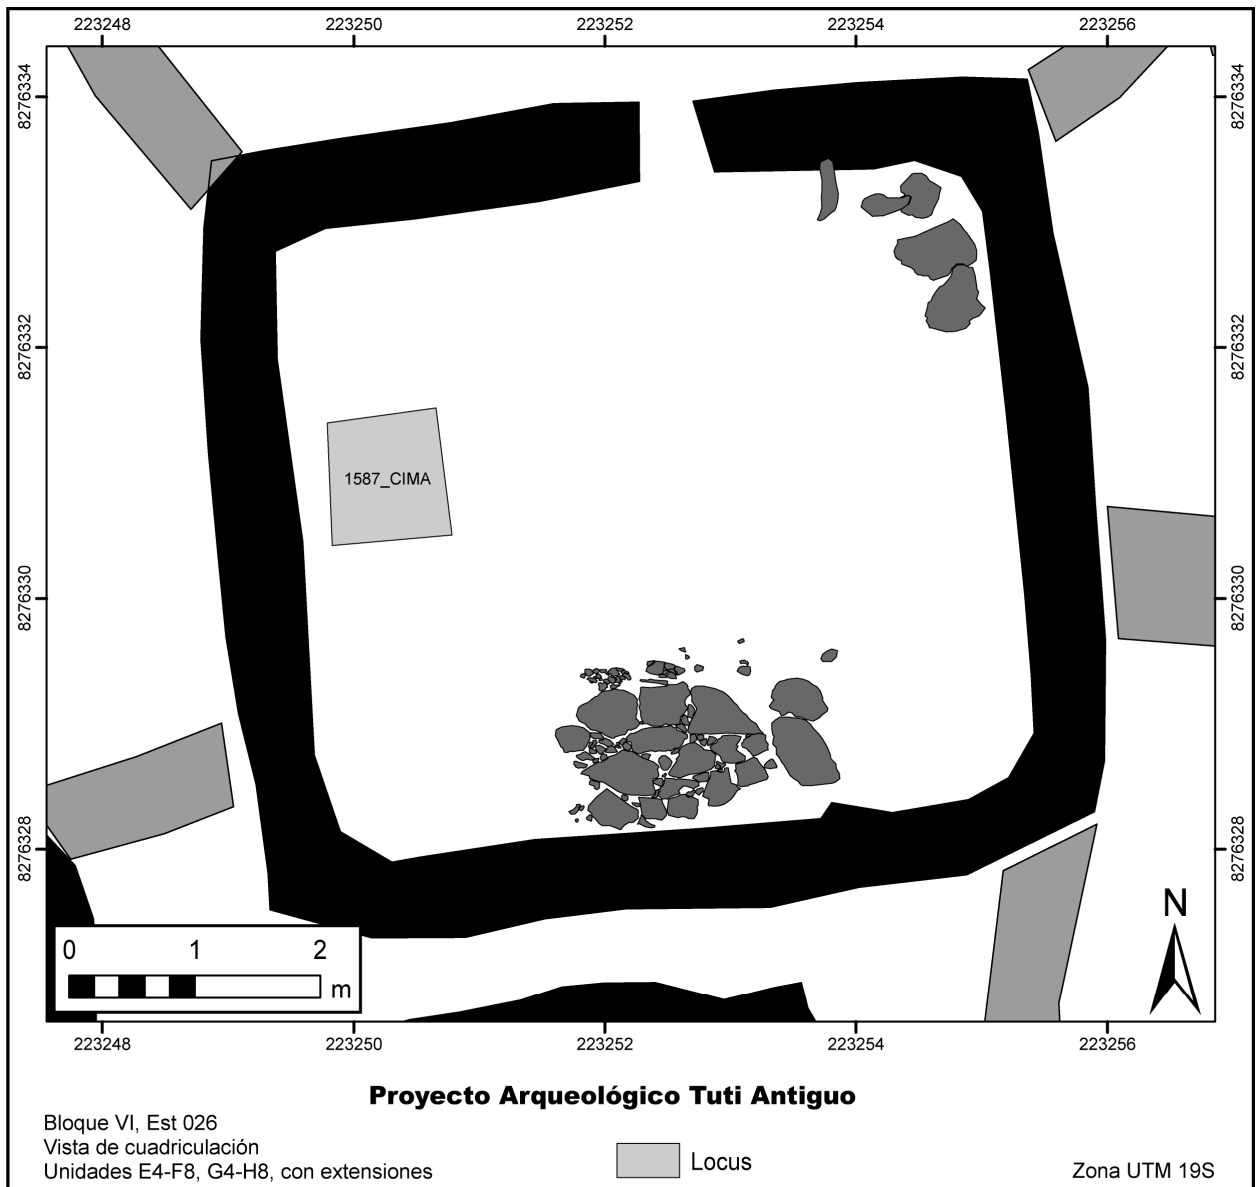 223248 223250 223252 223254 223256
8276334 8276334
8276332 8276332
1587_CIMA
8276330 8276330
8276328 8276328
N
0 1 2
m
223248 223250 223252 223254 223256
Proyecto Arqueológico Tuti Antiguo
Bloque VI, Est 026
Vista de cuadriculación
Unidades E4-F8, G4-H8, con extensiones
Locus
Zona UTM 19S